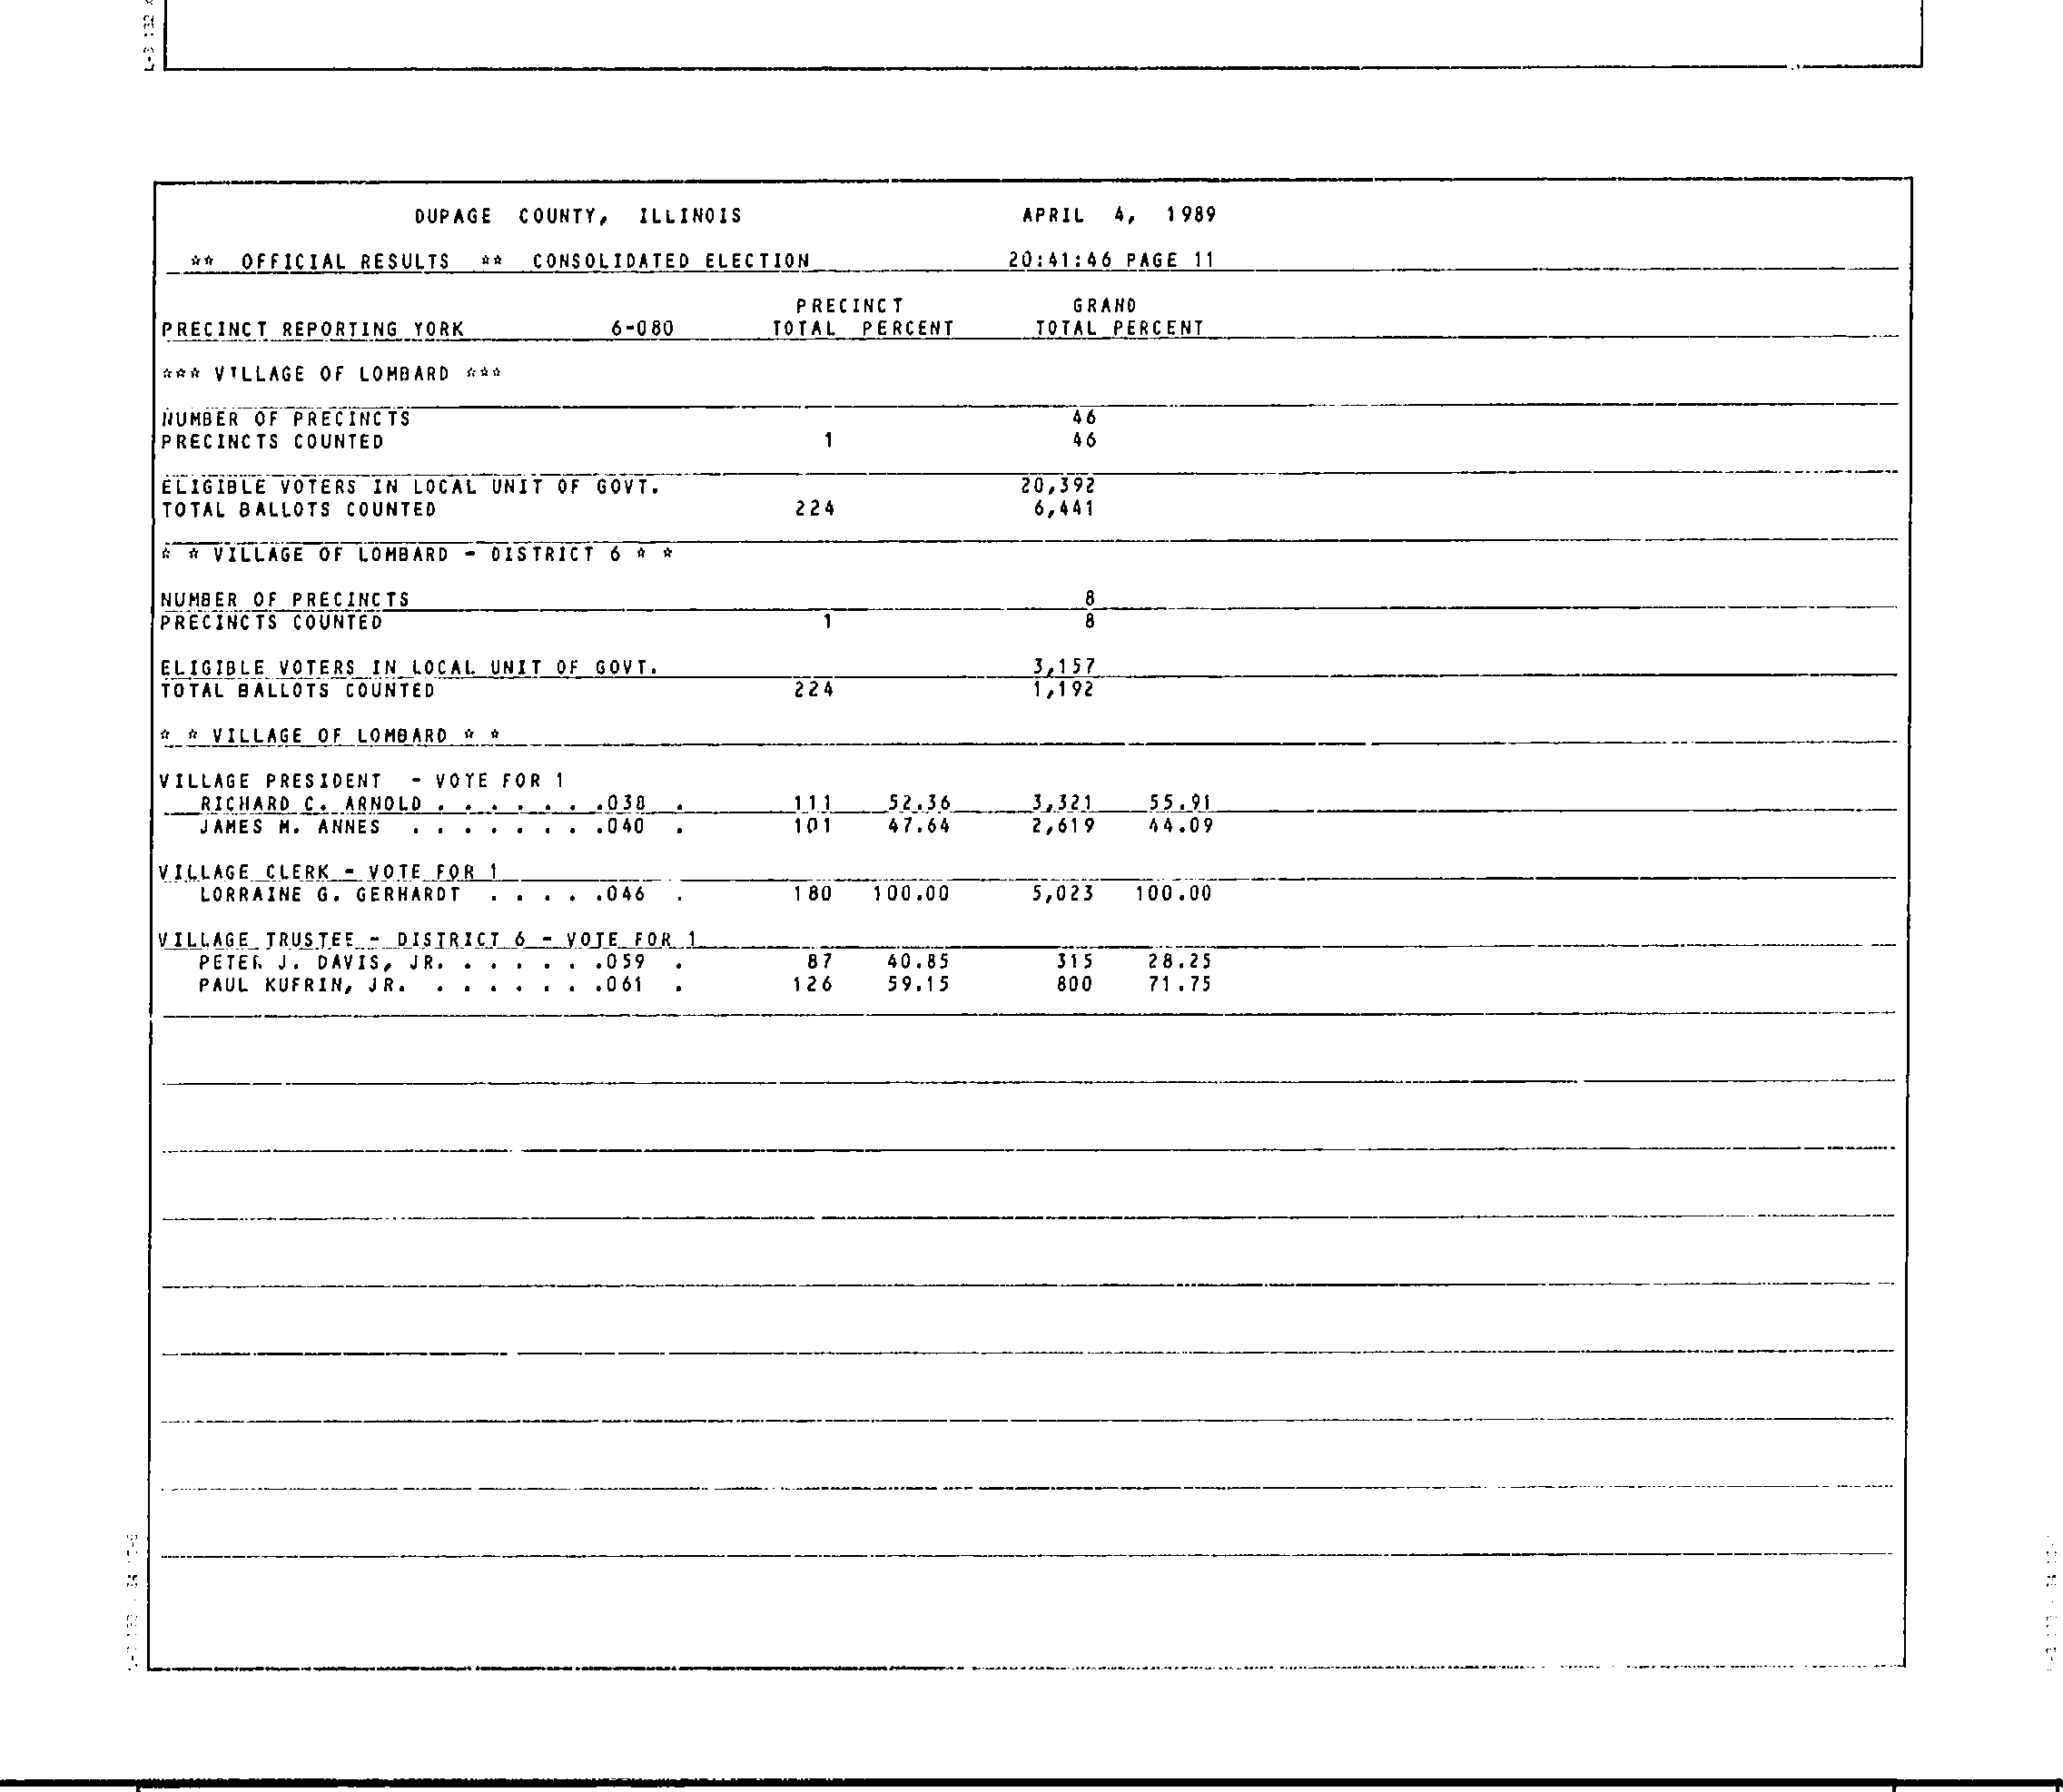 DUPAGE COUNTY, ILLINOIS APRIL 4, 1989
** OFFICIAL RESULTS ** CONSOLIDATED ELECTION 20:41:46 PAGE 11
PRECINCT GRAND
PRECINCT REPORTING YORK 6-080 TOTAL PERCENT TOTAL PERCENT
*** VILLAGE OF LOMBARD ***
NUMBER OF PRECINCTS 46
PRECINCTS COUNTED 1 46
ELIGIBLE VOTERS IN LOCAL UNIT OF GOVT. 20,392
TOTAL BALLOTS COUNTED 224 6,441
* * VILLAGE OF LOMBARD - DISTRICT 6 * *
NUMBER OF PRECINCTS 8
PRECINCTS COUNTED 1 8
ELIGIBLE VOTERS IN LOCAL UNIT OF GOVT. 3,157
TOTAL BALLOTS COUNTED 224 1,192
* * VILLAGE OF LOMBARD * *
VILLAGE PRESIDENT - VOTE FOR 1
RICHARD C. ARNOLD . . . . . . .038 . 111 52.36 3,321 55.91
JAMES M. ANNES . . . . . . . .040 . 101 47.64 2,619 44.09
VILLAGE CLERK - VOTE FOR 1
LORRAINE G. GERHARDT . . . . .046 . 180 100.00 5,023 100.00
VILLAGE TRUSTEE - DISTRICT 6 - VOTE FOR 1
PETER J. DAVIS, JR. . . . . . .059 . 87 40.85 315 28.25
PAUL KUFRIN, JR. . . . . . . .061 . 126 59.15 800 71.75